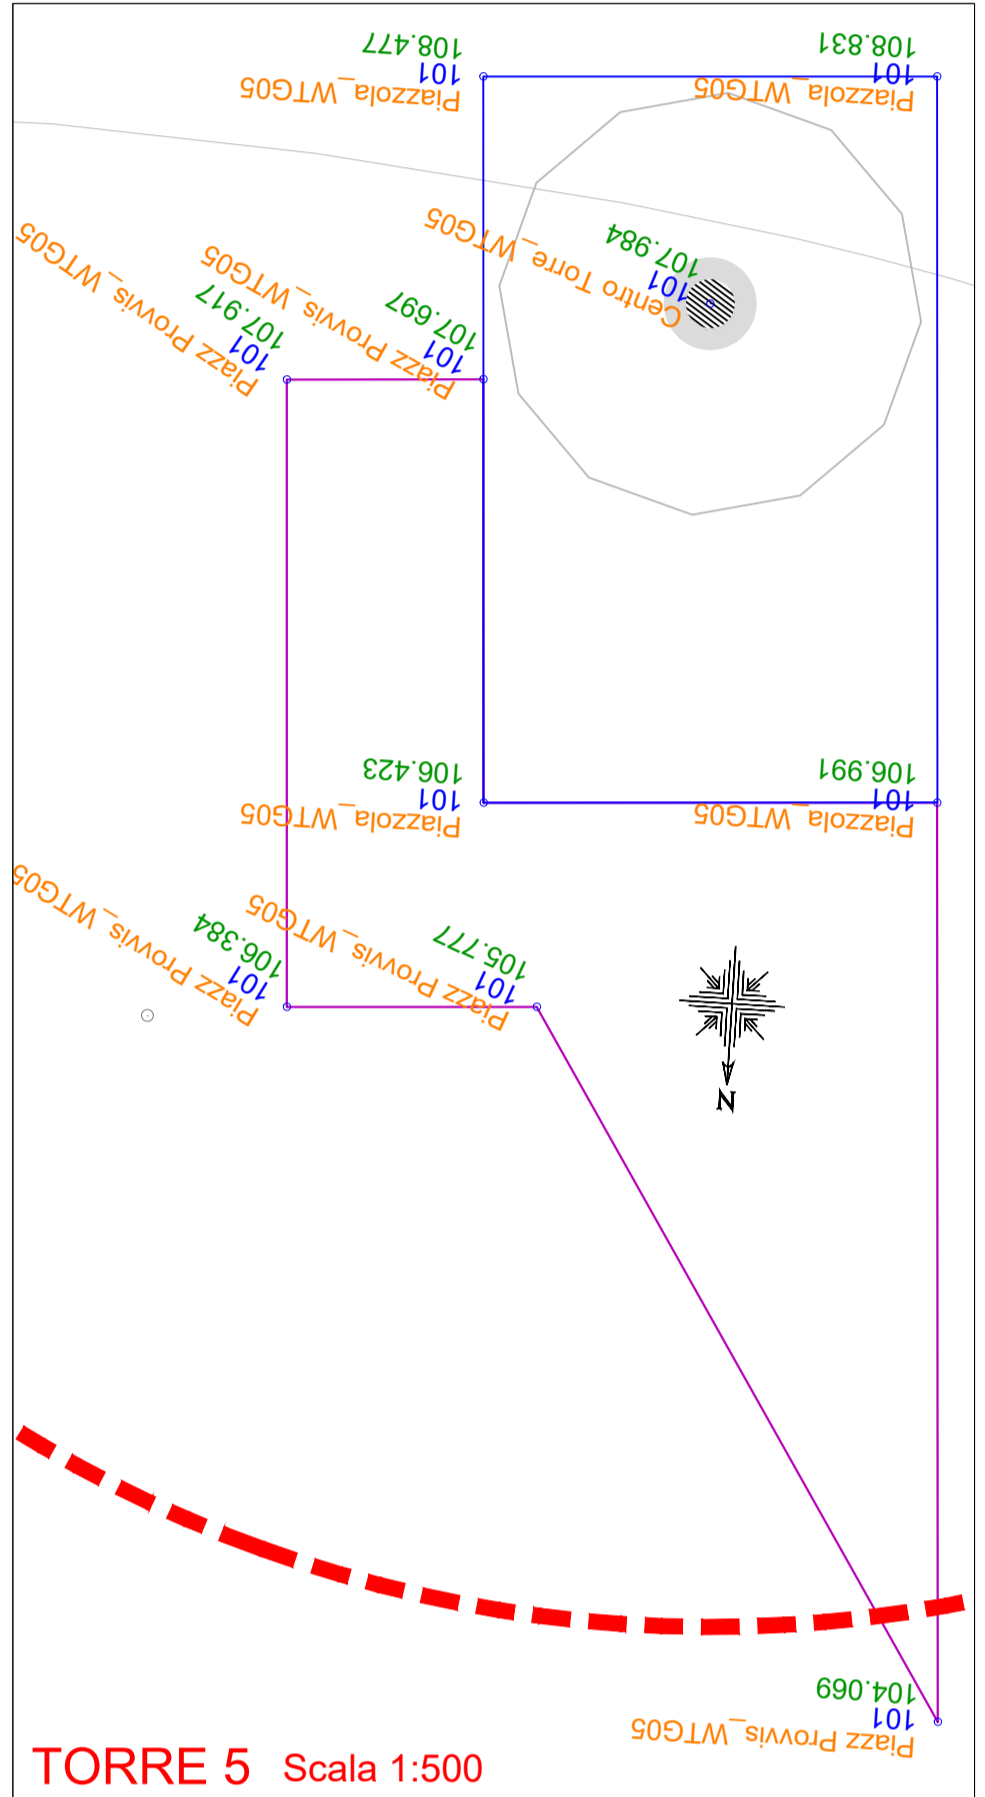 108.477
101
Piazzola_WTG05
108.831
101
Piazzola_WTG05
107.984
101
Centro Torre_WTG05
107.917
101
Piazz Provvis_WTG05
107.697
101
Piazz Provvis_WTG05
106.423
101
Piazzola_WTG05
106.991
101
Piazzola_WTG05
106.384
101
Piazz Provvis_WTG05
105.777
101
Piazz Provvis_WTG05
N
104.069
101
Piazz Provvis_WTG05
TORRE 5 Scala 1:500